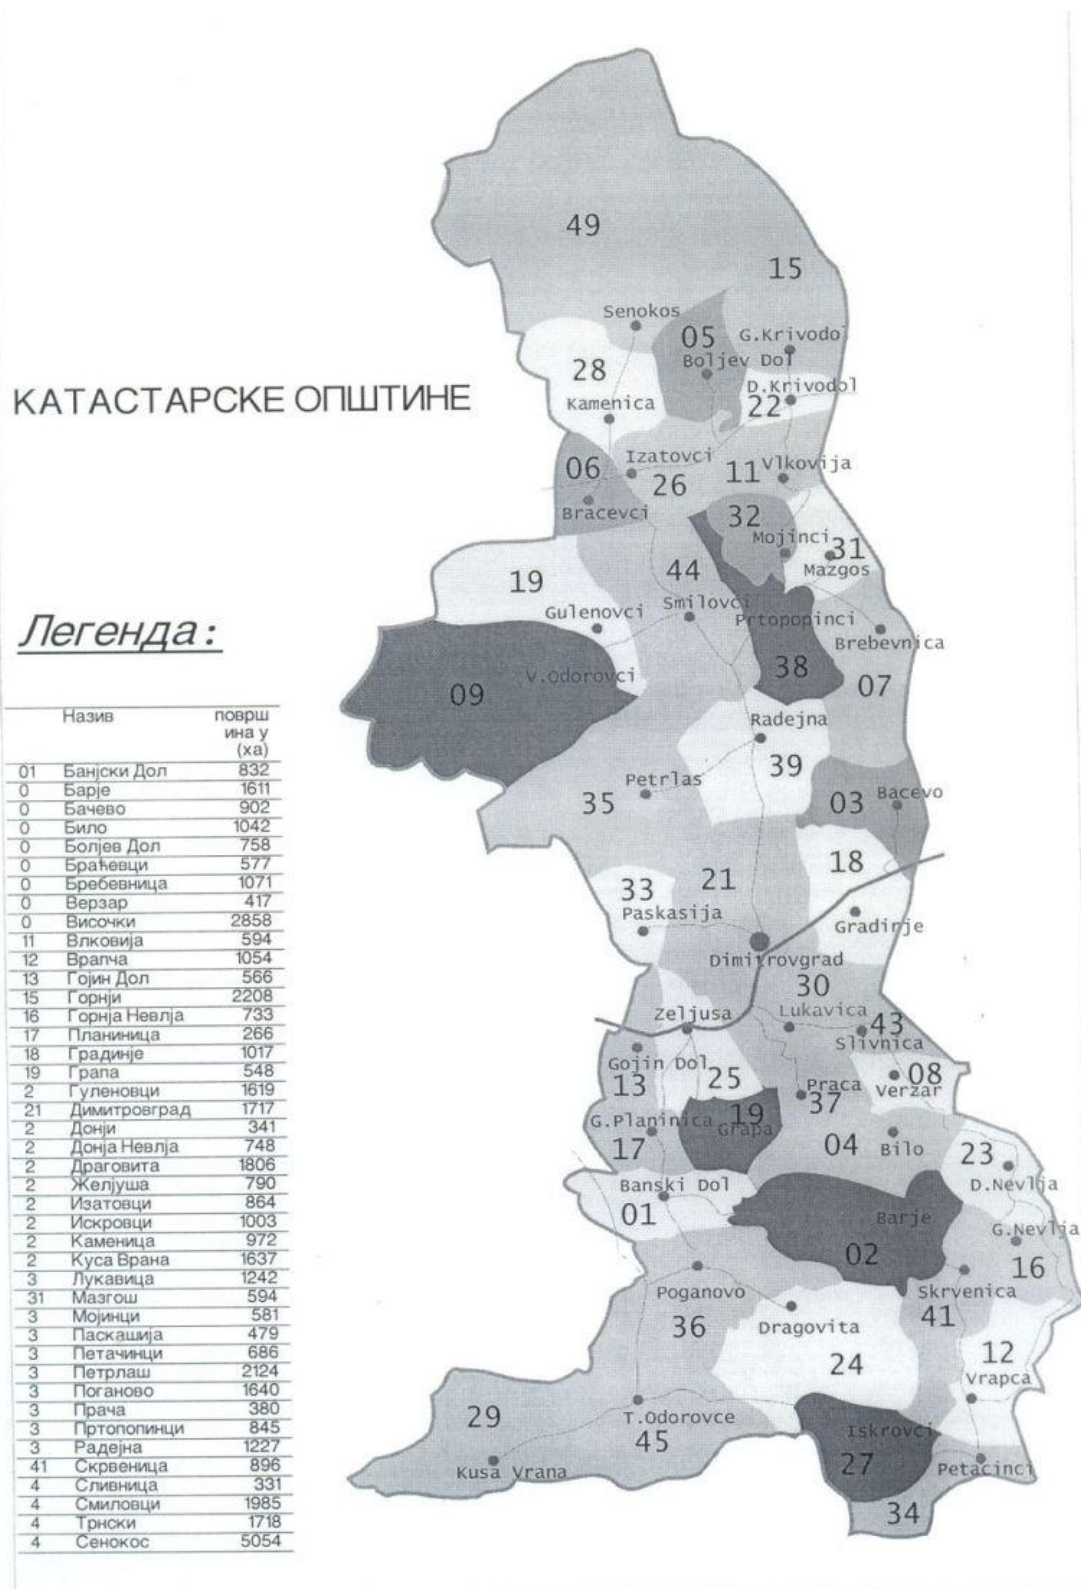 КАТАСТАРСКЕ ОПШТИНЕ
Легенда:
Назив површ
ина у
(ха)
01 Банјски Дол 832
0 Барје 1611
0 Бачево 902
0 Било 1042
0 Болјев Дол 758
0 Браћевци 577
0 Бребевница 1071
0 Верзар 417
0 Височки 2858
11 Влковија 594
12 Врапча 1054
13 Гојин Дол 566
15 Горнји 2208
16 Горнја Невлја 733
17 Планиница 266
18 Градинје 1017
19 Грапа 548
2 Гуленовци 1619
21 Димитровград 1717
2 Донји 341
2 Донја Невлја 748
2 Драговита 1806
2 Желјуша 790
2 Изатовци 864
2 Искровци 1003
2 Каменица 972
2 Куса Врана 1637
3 Лукавица 1242
31 Мазгош 594
3 Мојинци 581
3 Паскашија 479
3 Петачинци 686
3 Петрлаш 2124
3 Поганово 1640
3 Прача 380
3 Пртопопинци 845
3 Радејна 1227
41 Скрвеница 896
4 Сливница 331
4 Смиловци 1985
4 Трнски 1718
4 Сенокос 5054
49
15
Senokos
05
G.Krivodol
Boljev Dol
28
D.Krivodol
22
Kamenica
06
Izatovci
26
11 Vlkovija
Bracevci
32
Mojinci
31
Mazgos
19
44
Gulenovci
Smilovci
Prtopopinci
Brebevnica
38
07
V.Odorovci
09
Radejna
39
Petrlas
35
03
Bacevo
18
33
21
Paskasija
Gradinje
Dimitrovgrad
30
Zeljusa
Lukavica
43
Slivnica
Gojin Dol
13
25
08
Verzar
Praca
37
G.Planinica
17
19
Grapa
04
Bilo
23
D.Nevlja
Banski Dol
01
Barje
02
G.Nevlja
16
Poganovo
36
Skrvenica
41
Dragovita
24
12
Vrapca
29
T.Odorovce
45
Kusa Vrana
Iskrovci
27
Petacinci
34